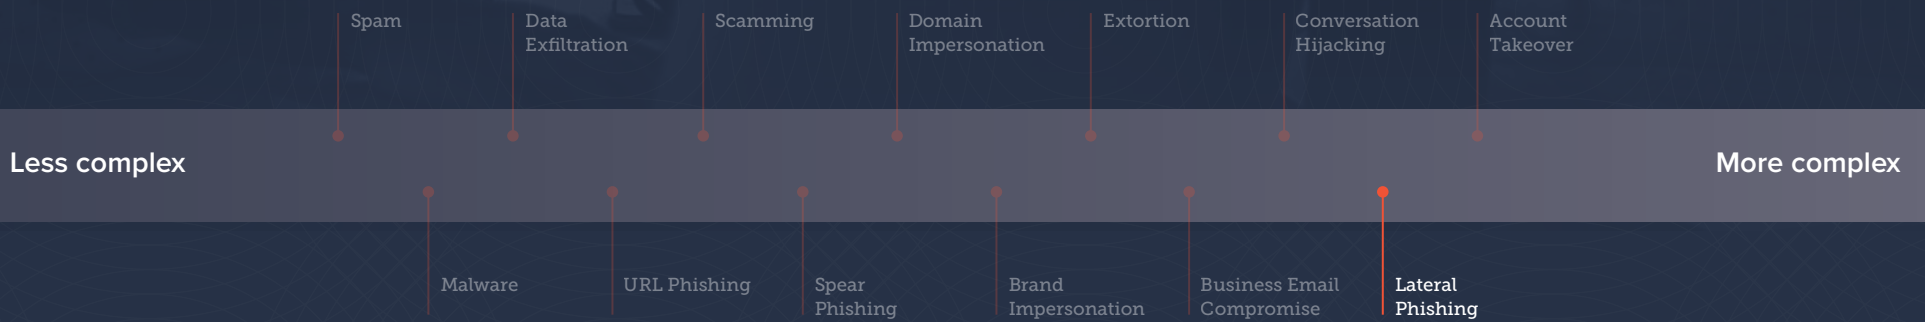 Spam
Data
Exfiltration
Scamming
Domain
Impersonation
Extortion
Conversation
Hijacking
Account
Takeover
Less complex
More complex
Malware
URL Phishing
Spear
Phishing
Brand
Impersonation
Business Email
Compromise
Lateral
Phishing